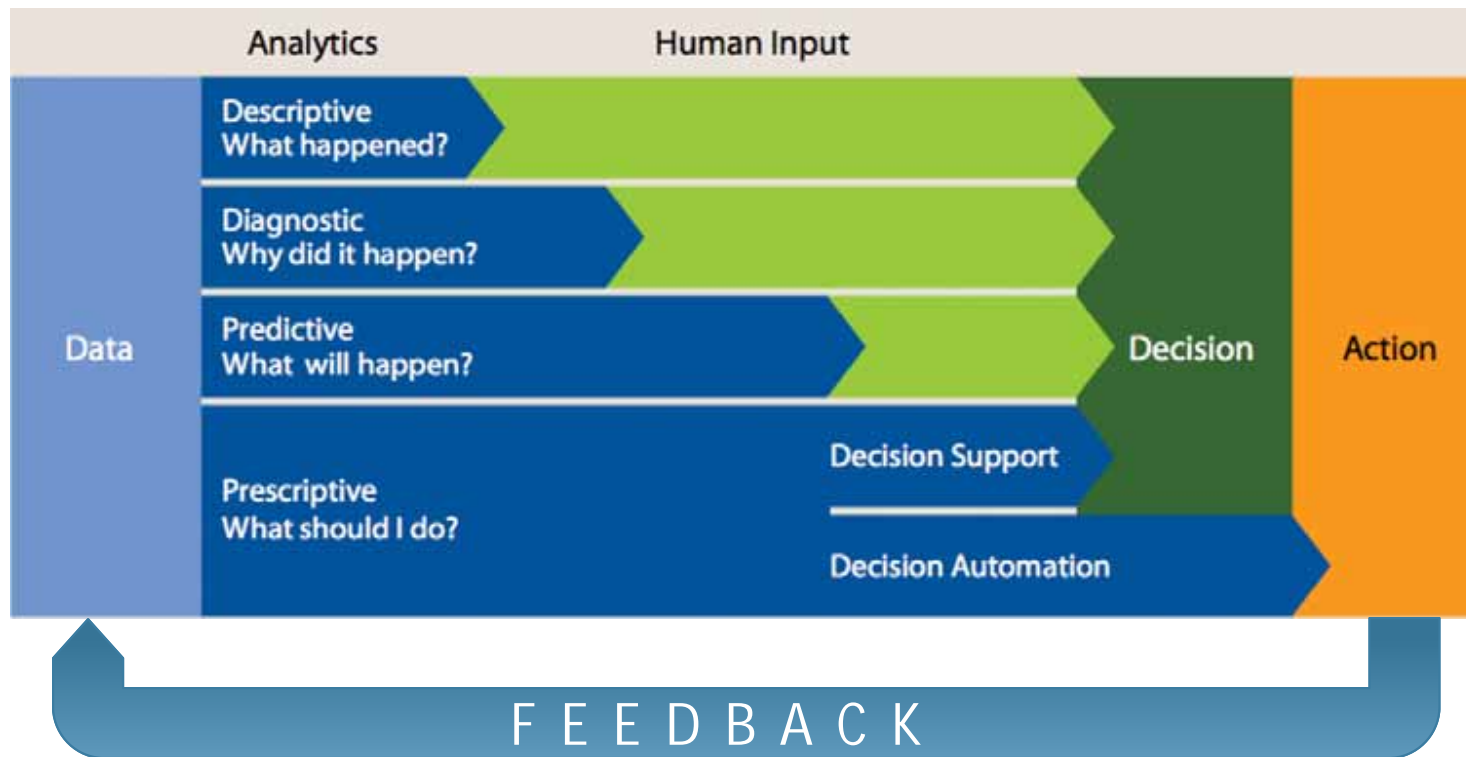 Analytics
Human Input
Data
Descriptive
What happened?
Diagnostic
Why did it happen?
Predictive
What will happen?
Prescriptive
What should I do?
Decision Support
Decision Automation
Decision
Action
FEEDBACK